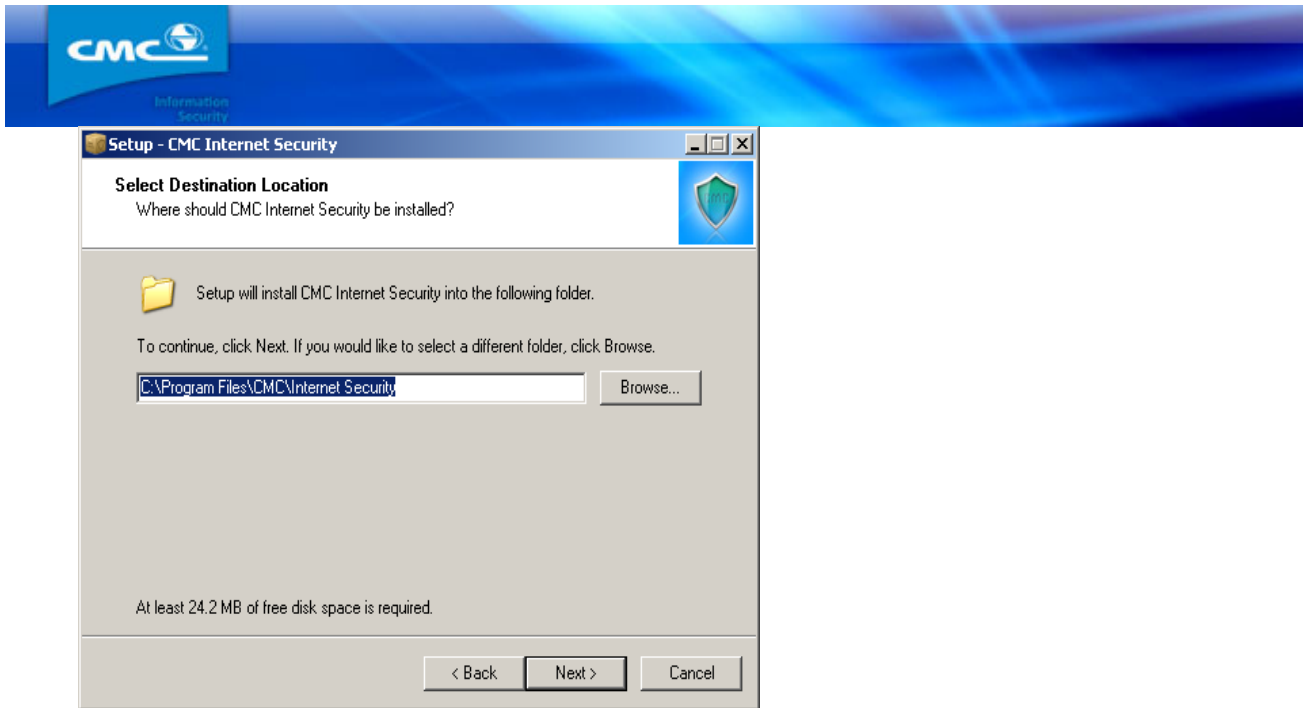 CMC
Information
Security
Setup - CMC Internet Security
Select Destination Location
Where should CMC Internet Security be installed?
CMC
Setup will install CMC Internet Security into the following folder.
To continue, click Next. If you would like to select a different folder, click Browse.
C:\Program Files\CMC\Internet Security
Browse...
At least 24.2 MB of free disk space is required.
< Back
Next >
Cancel